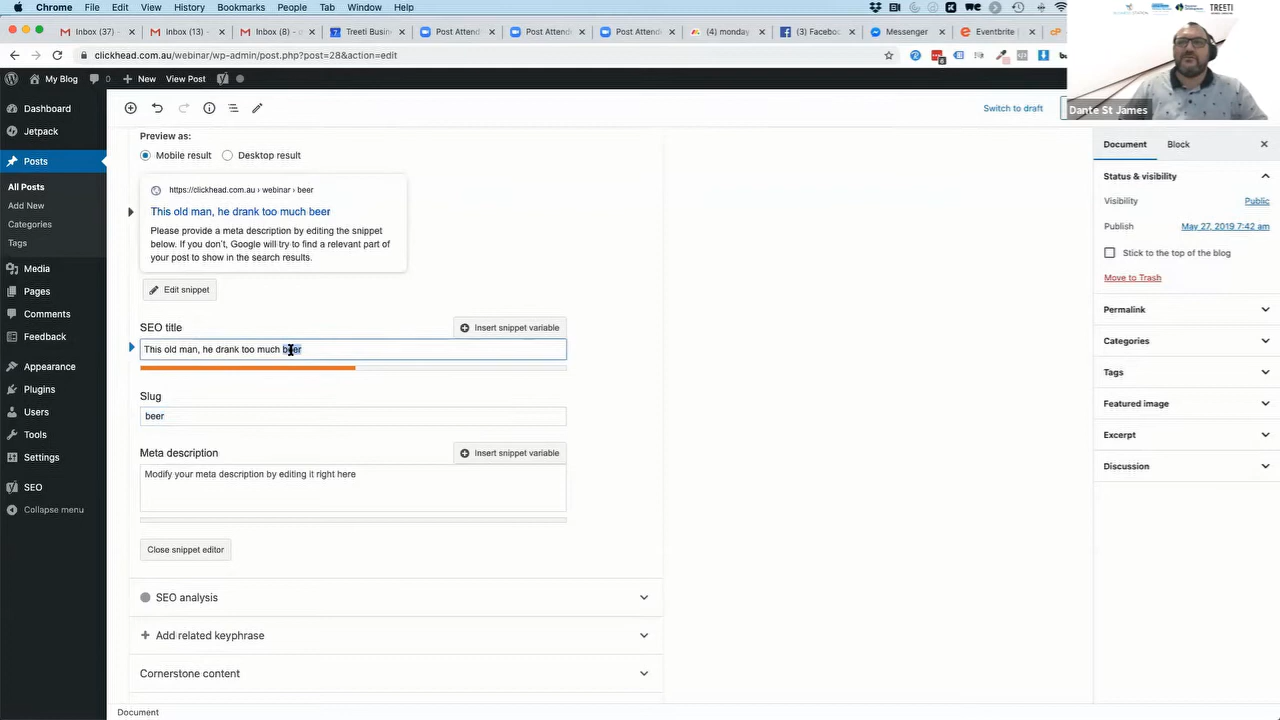 Chrome File Edit View History Bookmarks People Tab Window Help
Inbox (37) - Inbox (13) - Inbox (8) - Treeti Busin Post Attend Post Attend Post Attend (4) monday (3) Faceboo Messenger Eventbrite
TREETI
clickhead.com.au/webinar/wp-admin/post.php?post=28&action=edit
My Blog 0 New View Post
Dante St James
Dashboard
Jetpack
Posts
All Posts
Add New
Categories
Tags
Media
Pages
Comments
Feedback
Appearance
Plugins
Users
Tools
Settings
SEO
Collapse menu
Switch to draft
Preview as:
Mobile result Desktop result
https://clickhead.com.au › webinar › beer
This old man, he drank too much beer
Please provide a meta description by editing the snippet
below. If you don't, Google will try to find a relevant part of
your post to show in the search results.
Edit snippet
SEO title
Insert snippet variable
This old man, he drank too much beer
Slug
beer
Meta description
Insert snippet variable
Modify your meta description by editing it right here
Close snippet editor
SEO analysis
Add related keyphrase
Cornerstone content
Document
Document Block
Status & visibility
Visibility Public
Publish May 27, 2019 7:42 am
Stick to the top of the blog
Move to Trash
Permalink
Categories
Tags
Featured image
Excerpt
Discussion